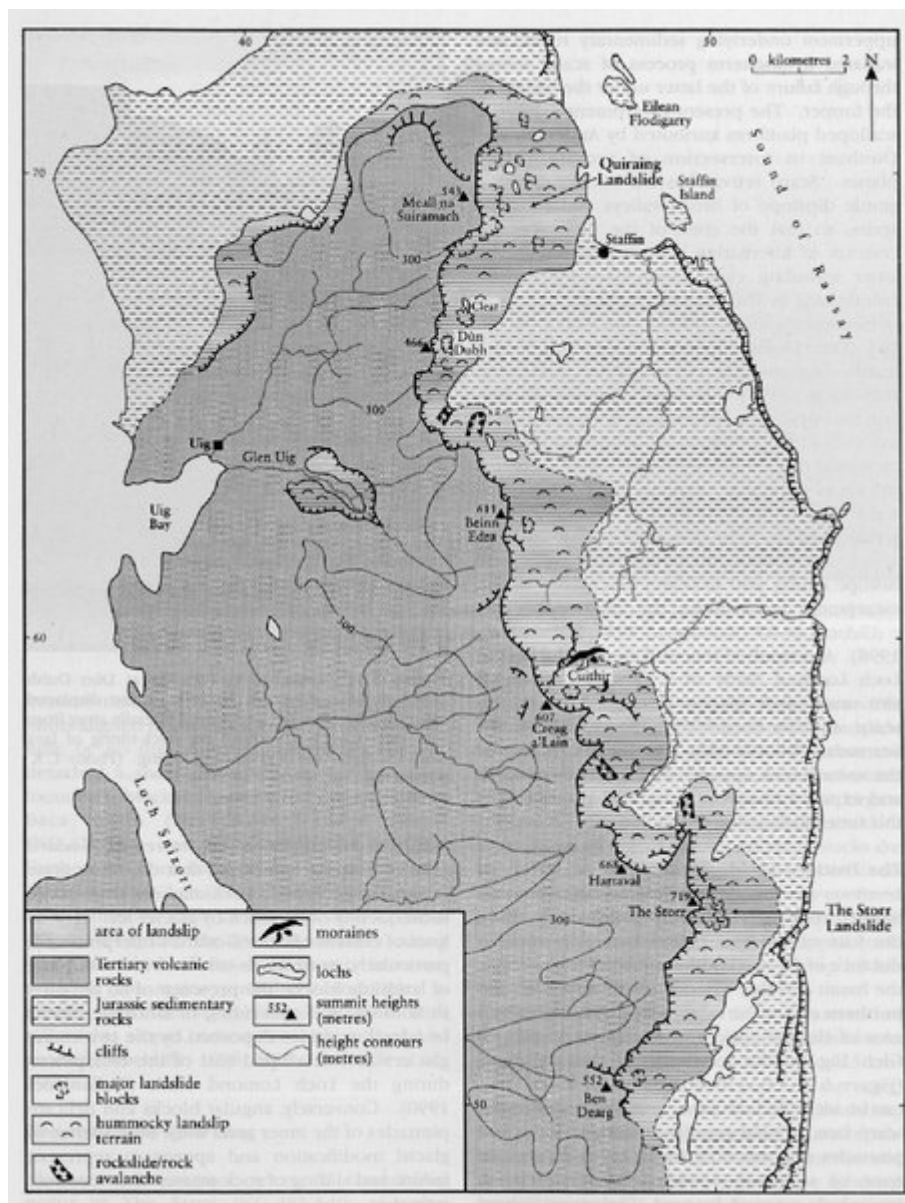 40
50
0 kilometres 2
N
Eilean
Flodigarry
Sound of Raasay
70
Quiraing
Landslide
Staffin
Island
543
Meall na
Suiramach
300
Staffin
Cleat
Dùn
Dubh
300
Uig
Glen Uig
Uig
Bay
611
Beinn
Edra
300
60
Cuithir
607
Creag
a'Lain
Loch Snizort
Hartaval
719
The Storr
The Storr
Landslide
300
552
Ben
Dearg
50
area of landslip
Tertiary volcanic
rocks
Jurassic sedimentary
rocks
cliffs
major landslide
blocks
hummocky landslip
terrain
rockslide/rock
avalanche
moraines
lochs
552
summit heights
(metres)
height contours
(metres)